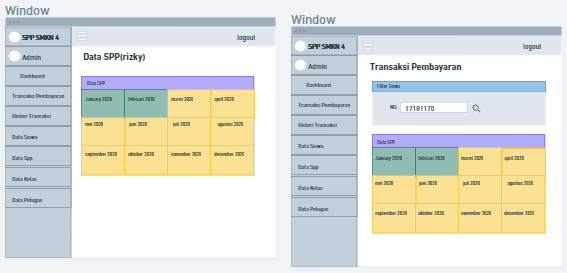 Window
SPP SMKN 4
logout
Admin
Data SPP(rizky)
Dashboard
Data SPP
Transaksi Pembayaran
januari 2020 februari 2020 maret 2020 april 2020
Histori Transaksi
mei 2020 juni 2020 juli 2020 agustus 2020
Data Siswa
Data Spp
september 2020 oktober 2020 november 2020 desember 2020
Data Kelas
Data Petugas
Window
SPP SMKN 4
logout
Admin
Transaksi Pembayaran
Dashboard
Filter Siswa
Transaksi Pembayaran
NIS : 17181170
Histori Transaksi
Data Siswa
Data SPP
januari 2020 februari 2020 maret 2020 april 2020
Data Spp
Data Kelas
mei 2020 juni 2020 juli 2020 agustus 2020
Data Petugas
september 2020 oktober 2020 november 2020 desember 2020